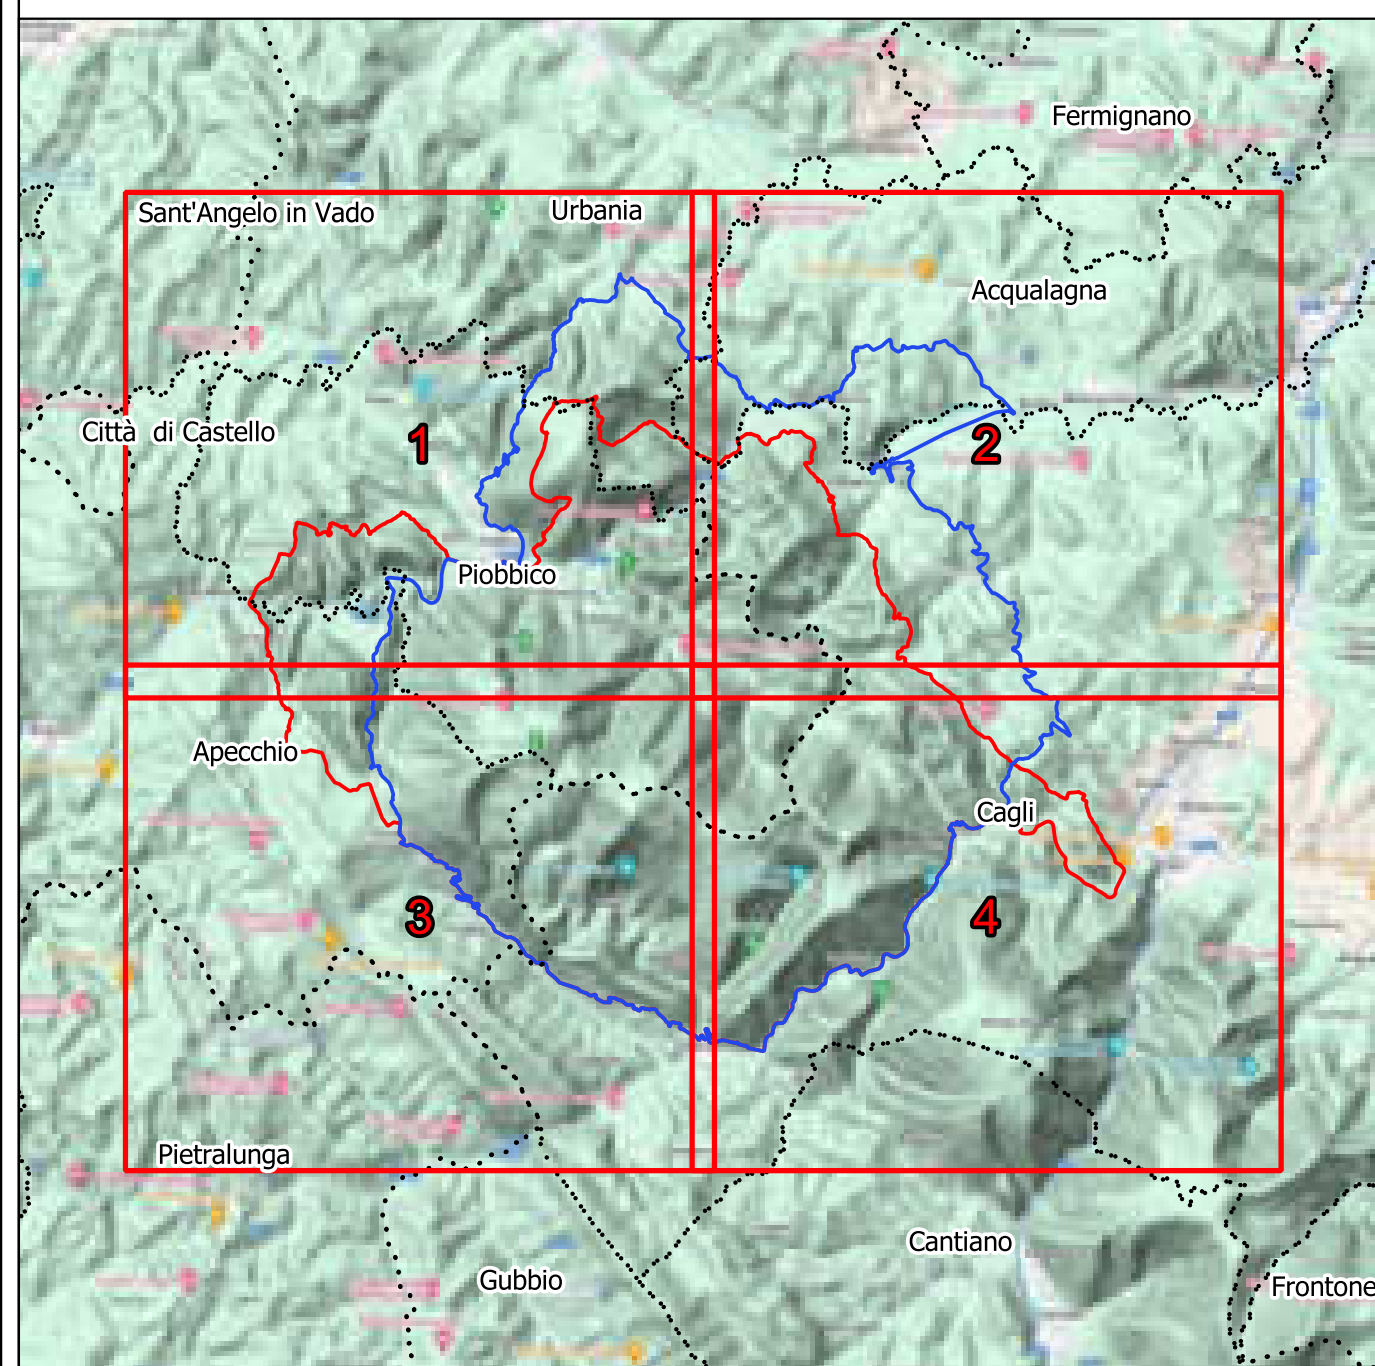 Fermignano
Sant'Angelo in Vado
Urbania
Acqualagna
Città di Castello
1
2
Piobbico
Apecchio
Cagli
3
4
Pietralunga
Cantiano
Gubbio
Frontone